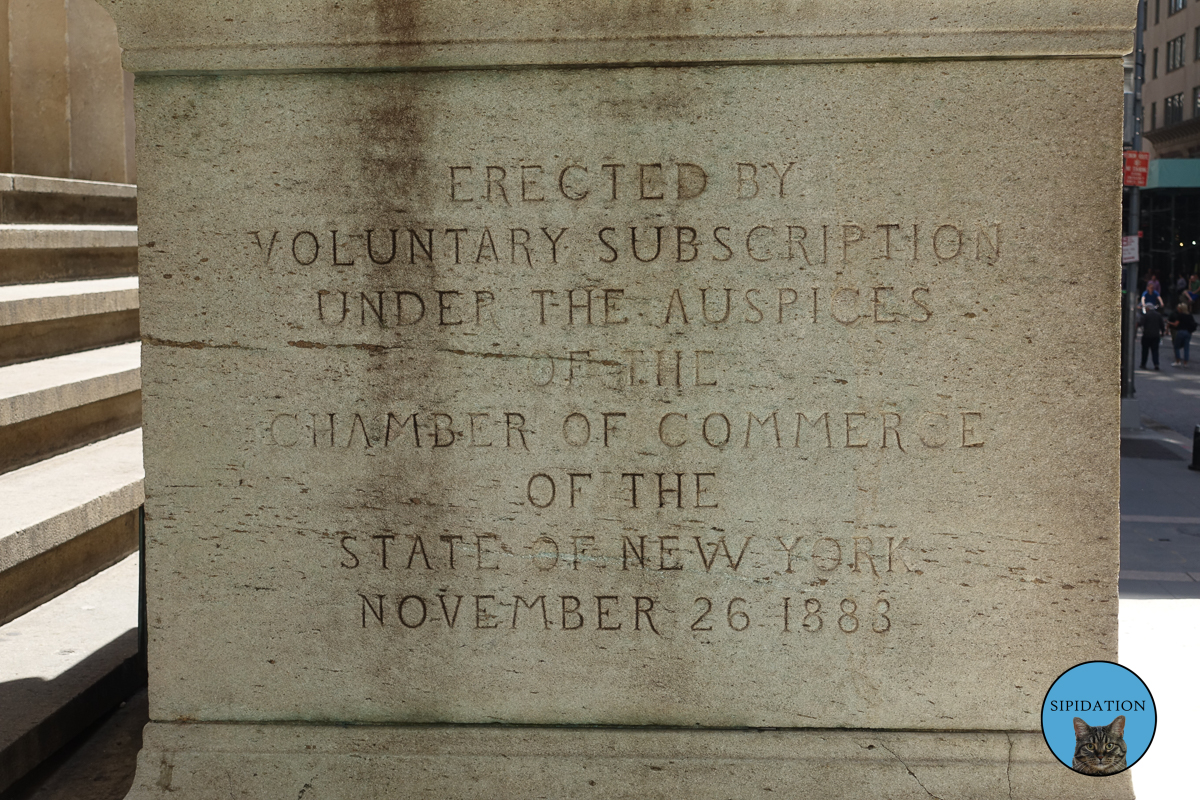 ERECTED BY
VOLUNTARY SUBSCRIPTION
UNDER THE AUSPICES
OF THE
CHAMBER OF COMMERCE
OF THE
STATE OF NEW YORK
NOVEMBER 26 1883
SIPIDATION